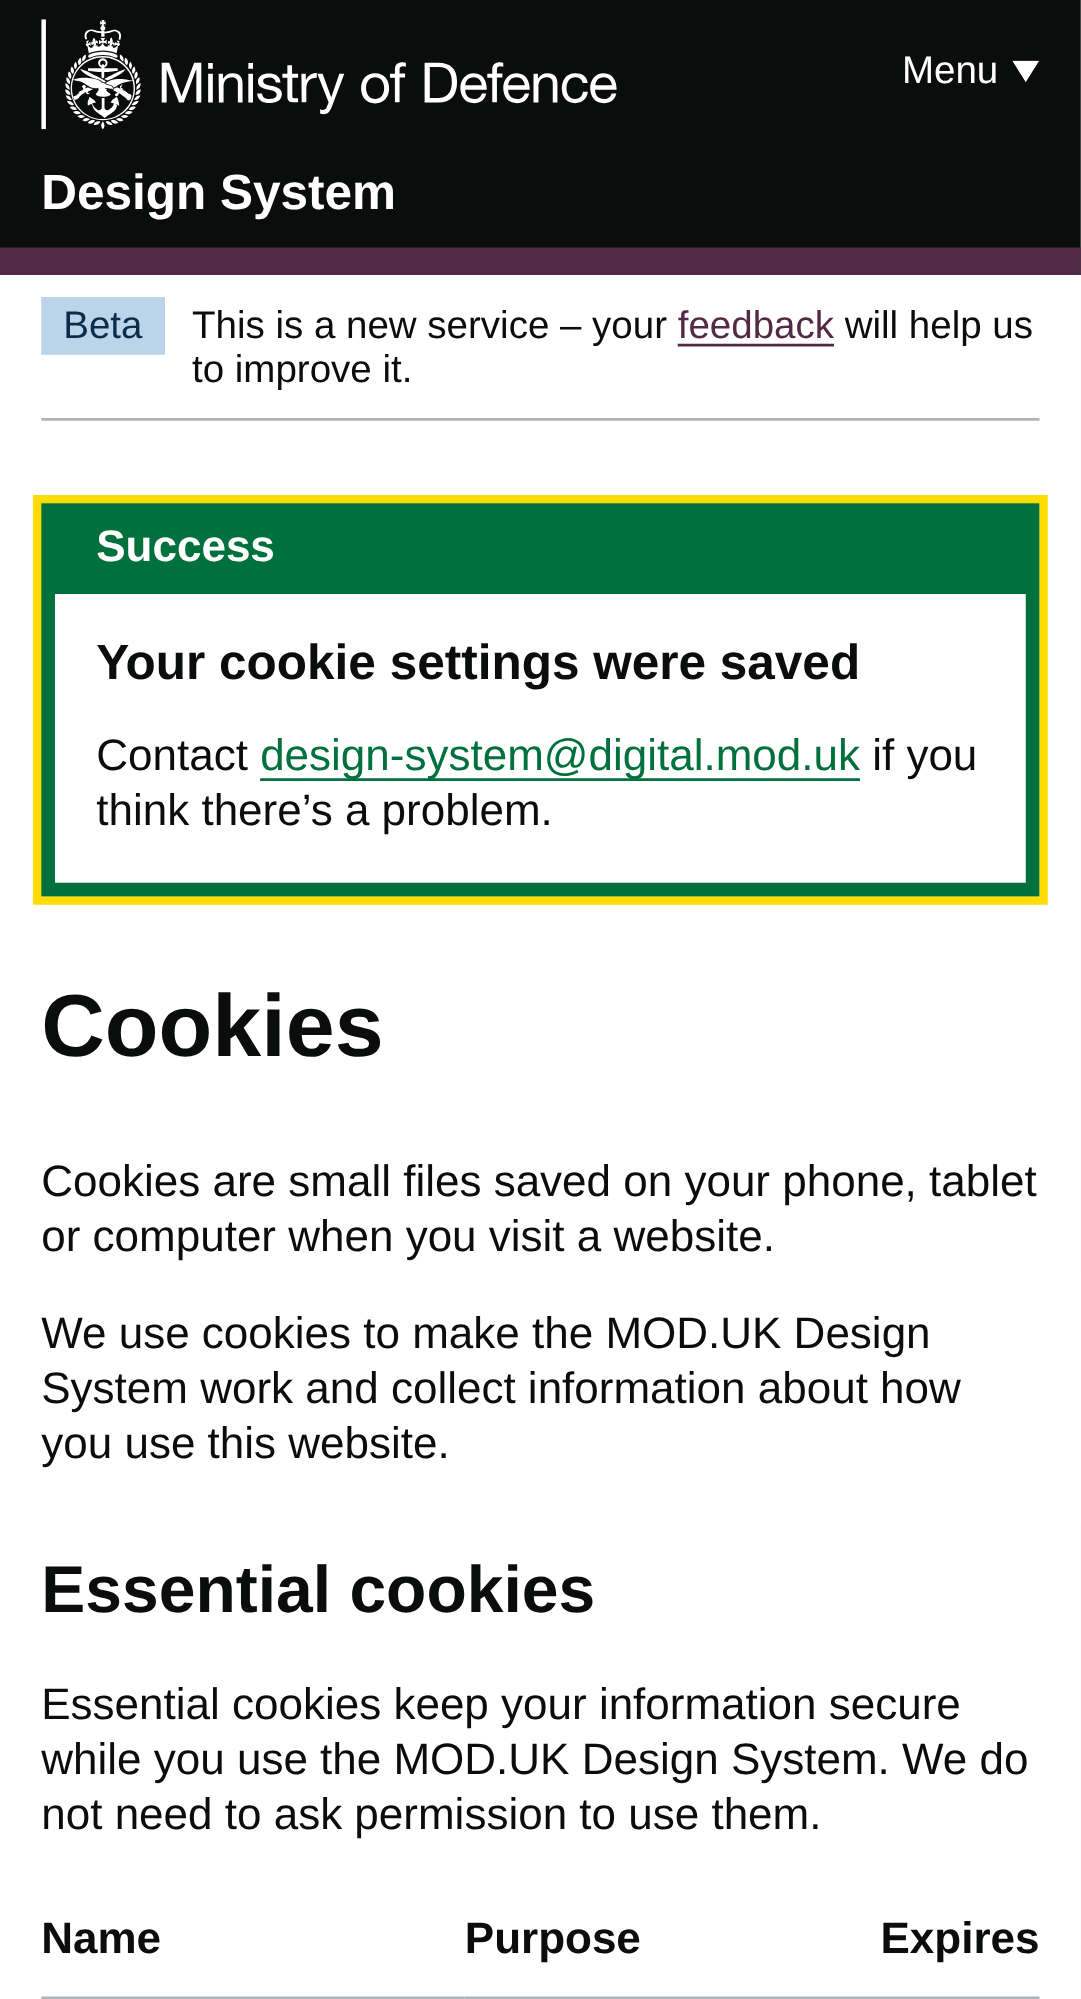 Ministry of Defence
Menu ▼
Design System
Beta
This is a new service – your feedback will help us
to improve it.
Success
Your cookie settings were saved
Contact design-system@digital.mod.uk if you
think there’s a problem.
Cookies
Cookies are small files saved on your phone, tablet
or computer when you visit a website.
We use cookies to make the MOD.UK Design
System work and collect information about how
you use this website.
Essential cookies
Essential cookies keep your information secure
while you use the MOD.UK Design System. We do
not need to ask permission to use them.
Name Purpose Expires